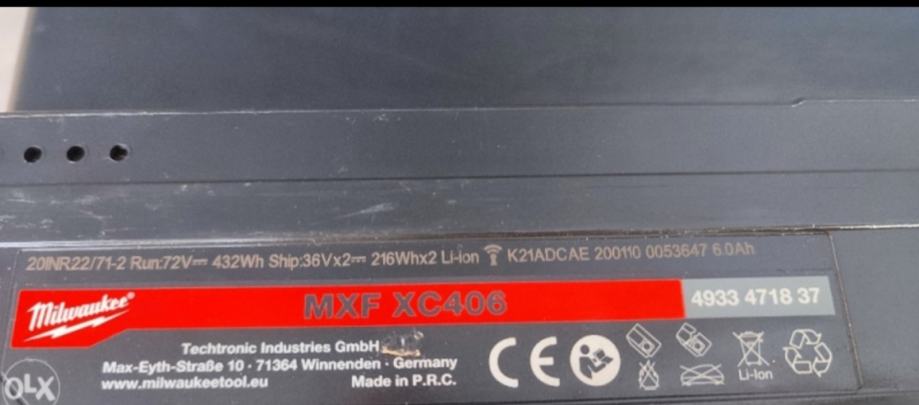 20INR22/71-2 Run:72V⎓ 432Wh Ship:36Vx2⎓ 216Whx2 Li-ion K21ADCAE 200110 0053647 6.0Ah
Milwaukee®
MXF XC406
4933 4718 37
Techtronic Industries GmbH
Max-Eyth-Straße 10 · 71364 Winnenden · Germany
www.milwaukeetool.eu
Made in P.R.C.
CE
Li-Ion
OLX